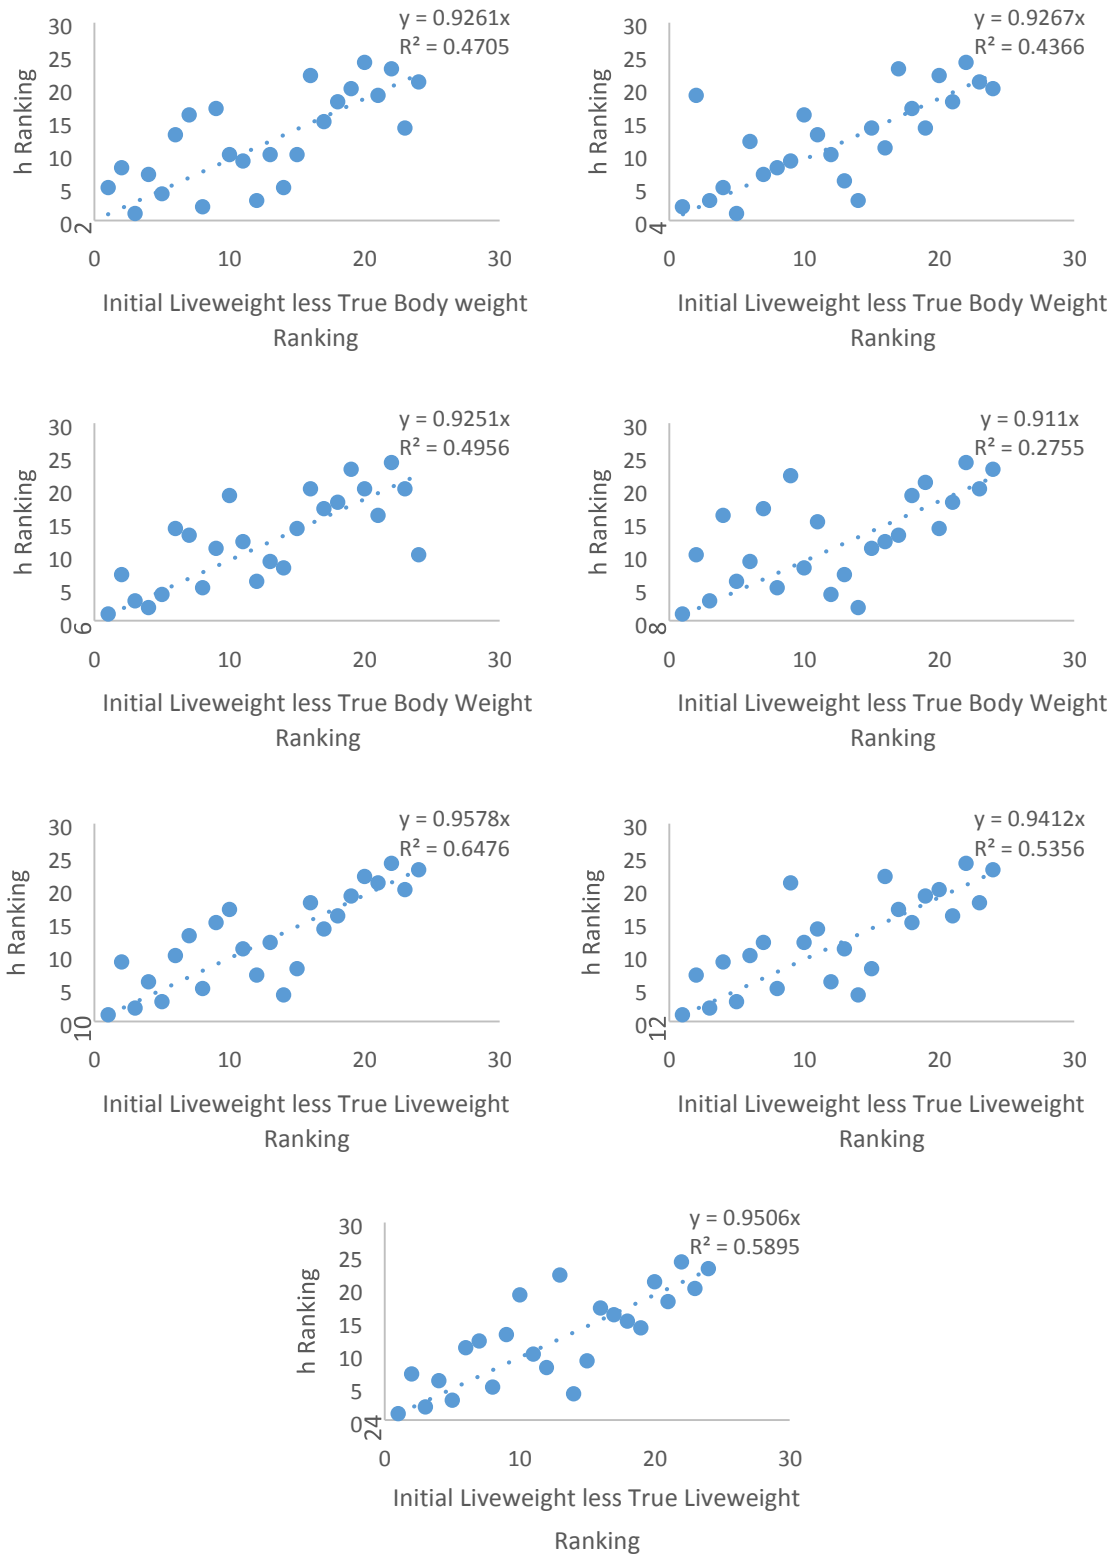 y = 0.9261x
R² = 0.4705
30
25
20
15
10
5
0
2
h Ranking
0 10 20 30
Initial Liveweight less True Body weight
Ranking
y = 0.9267x
R² = 0.4366
30
25
20
15
10
5
0
4
h Ranking
0 10 20 30
Initial Liveweight less True Body Weight
Ranking
y = 0.9251x
R² = 0.4956
30
25
20
15
10
5
0
6
h Ranking
0 10 20 30
Initial Liveweight less True Body Weight
Ranking
y = 0.911x
R² = 0.2755
30
25
20
15
10
5
0
8
h Ranking
0 10 20 30
Initial Liveweight less True Body Weight
Ranking
y = 0.9578x
R² = 0.6476
30
25
20
15
10
5
0
10
h Ranking
0 10 20 30
Initial Liveweight less True Liveweight
Ranking
y = 0.9412x
R² = 0.5356
30
25
20
15
10
5
0
12
h Ranking
0 10 20 30
Initial Liveweight less True Liveweight
Ranking
y = 0.9506x
R² = 0.5895
30
25
20
15
10
5
0
24
h Ranking
0 10 20 30
Initial Liveweight less True Liveweight
Ranking